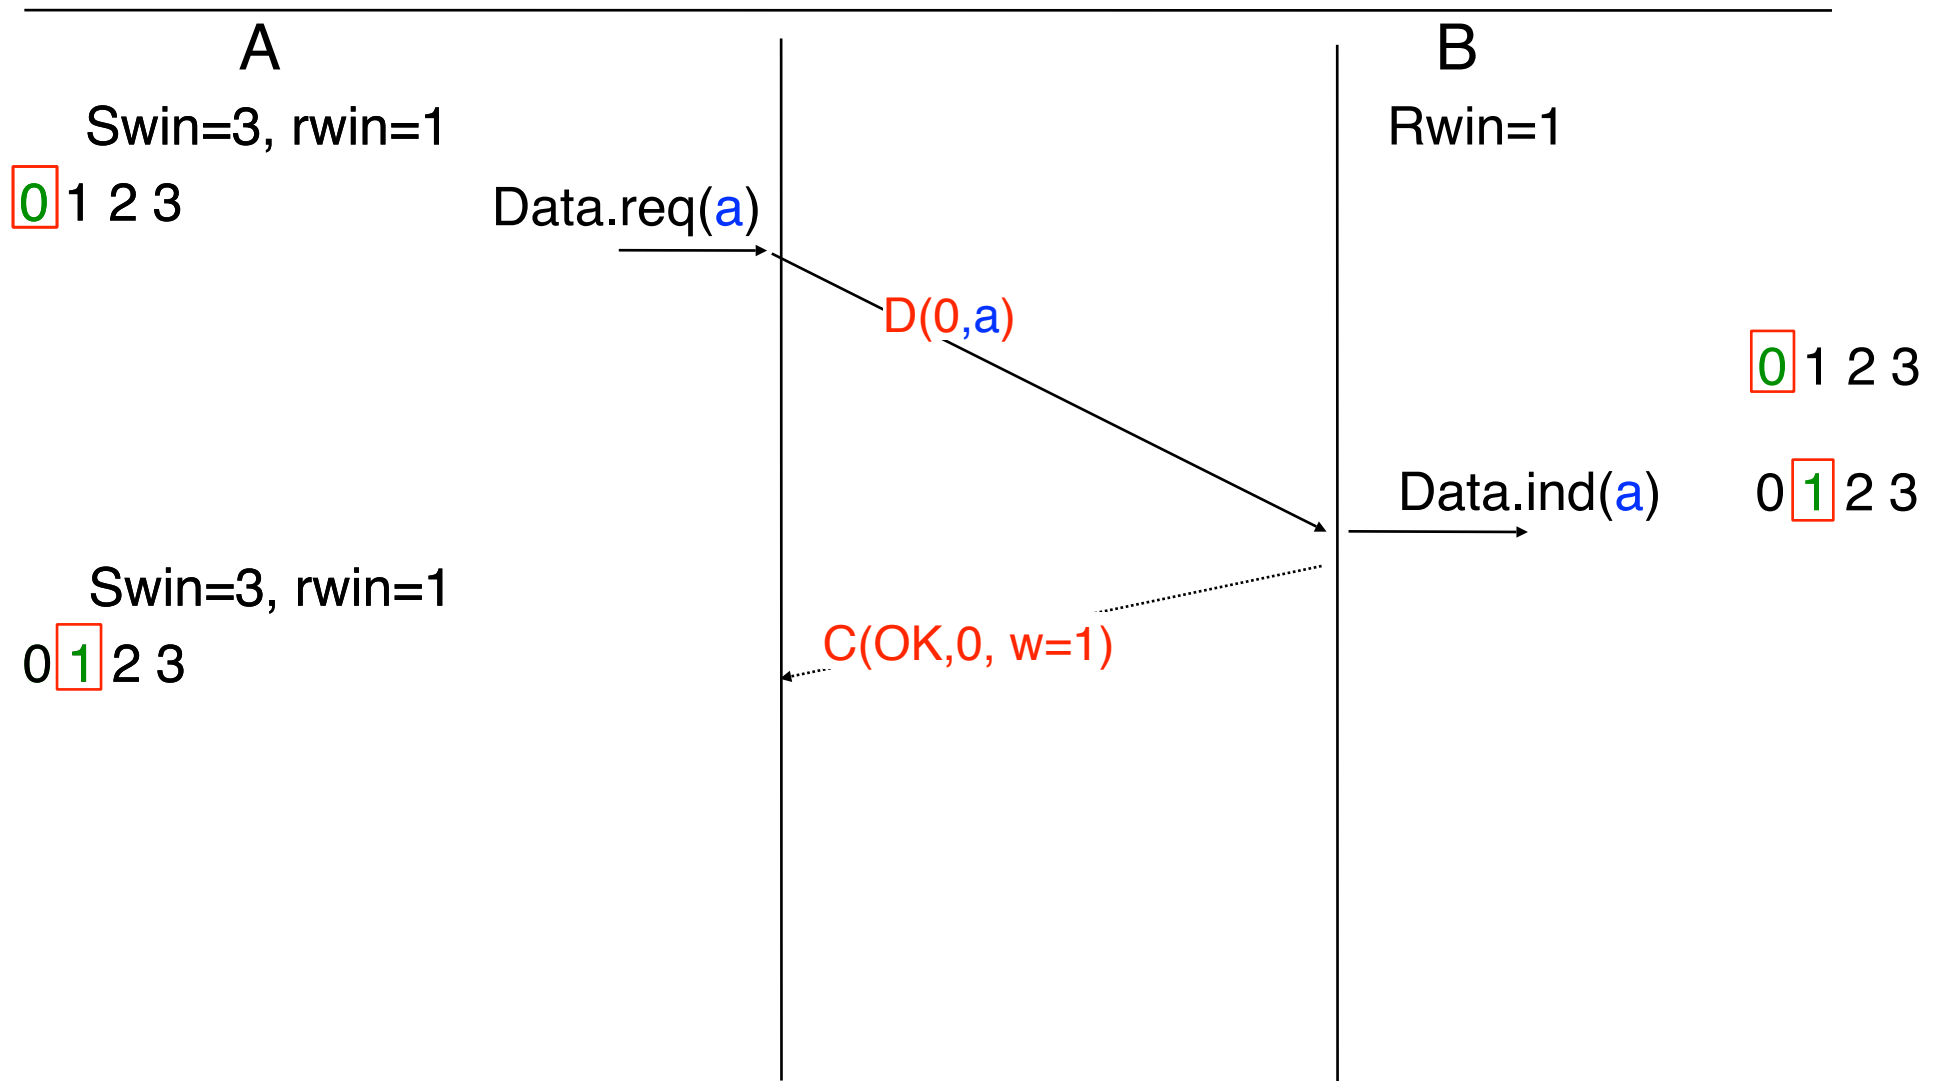 A
B
Swin=3, rwin=1
Rwin=1
0 1 2 3
Data.req(a)
D(0,a)
0 1 2 3
Data.ind(a)
0 1 2 3
Swin=3, rwin=1
C(OK,0, w=1)
0 1 2 3